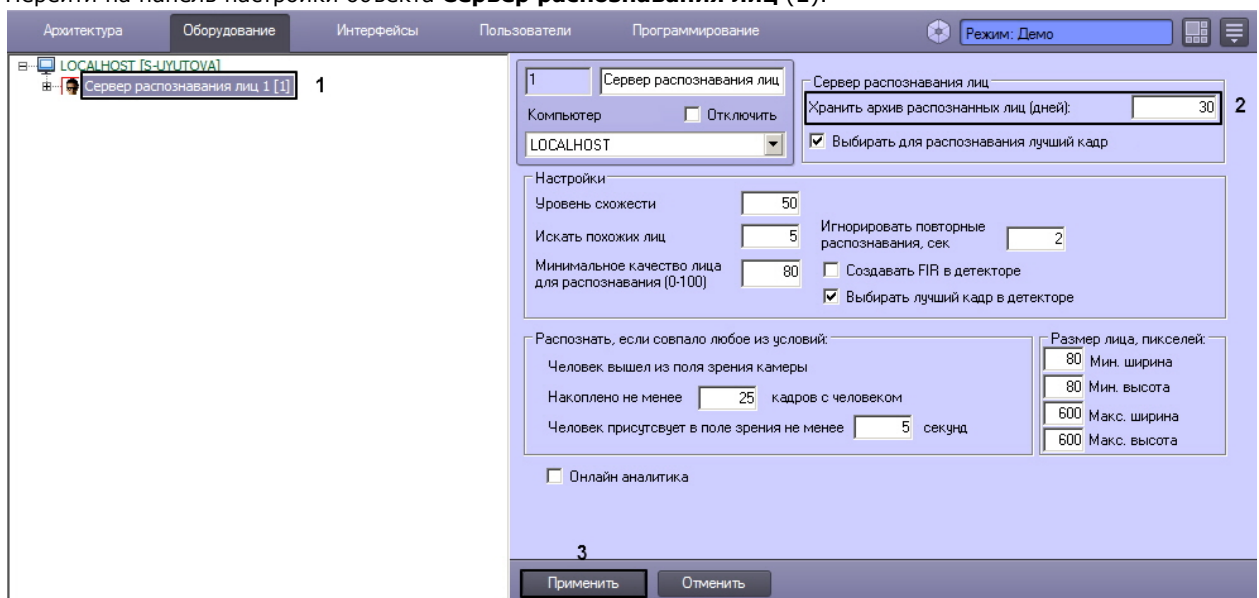 Перейти на панель настройки объекта Сервер распознавания лиц (1).
Архитектура Оборудование Интерфейсы Пользователи Программирование Режим: Демо
LOCALHOST [S-UYUTOVA]
Сервер распознавания лиц 1 [1] 1
1 Сервер распознавания лиц
Компьютер Отключить
LOCALHOST
Сервер распознавания лиц
Хранить архив распознанных лиц (дней): 30 2
Выбирать для распознавания лучший кадр
Настройки
Уровень схожести 50
Искать похожих лиц 5
Минимальное качество лица
для распознавания (0-100) 80
Игнорировать повторные
распознавания, сек 2
Создавать FIR в детекторе
Выбирать лучший кадр в детекторе
Распознать, если совпало любое из условий:
Человек вышел из поля зрения камеры
Накоплено не менее 25 кадров с человеком
Человек присутсвует в поле зрения не менее 5 секунд
Размер лица, пикселей:
80 Мин. ширина
80 Мин. высота
600 Макс. ширина
600 Макс. высота
Онлайн аналитика
3
Применить Отменить